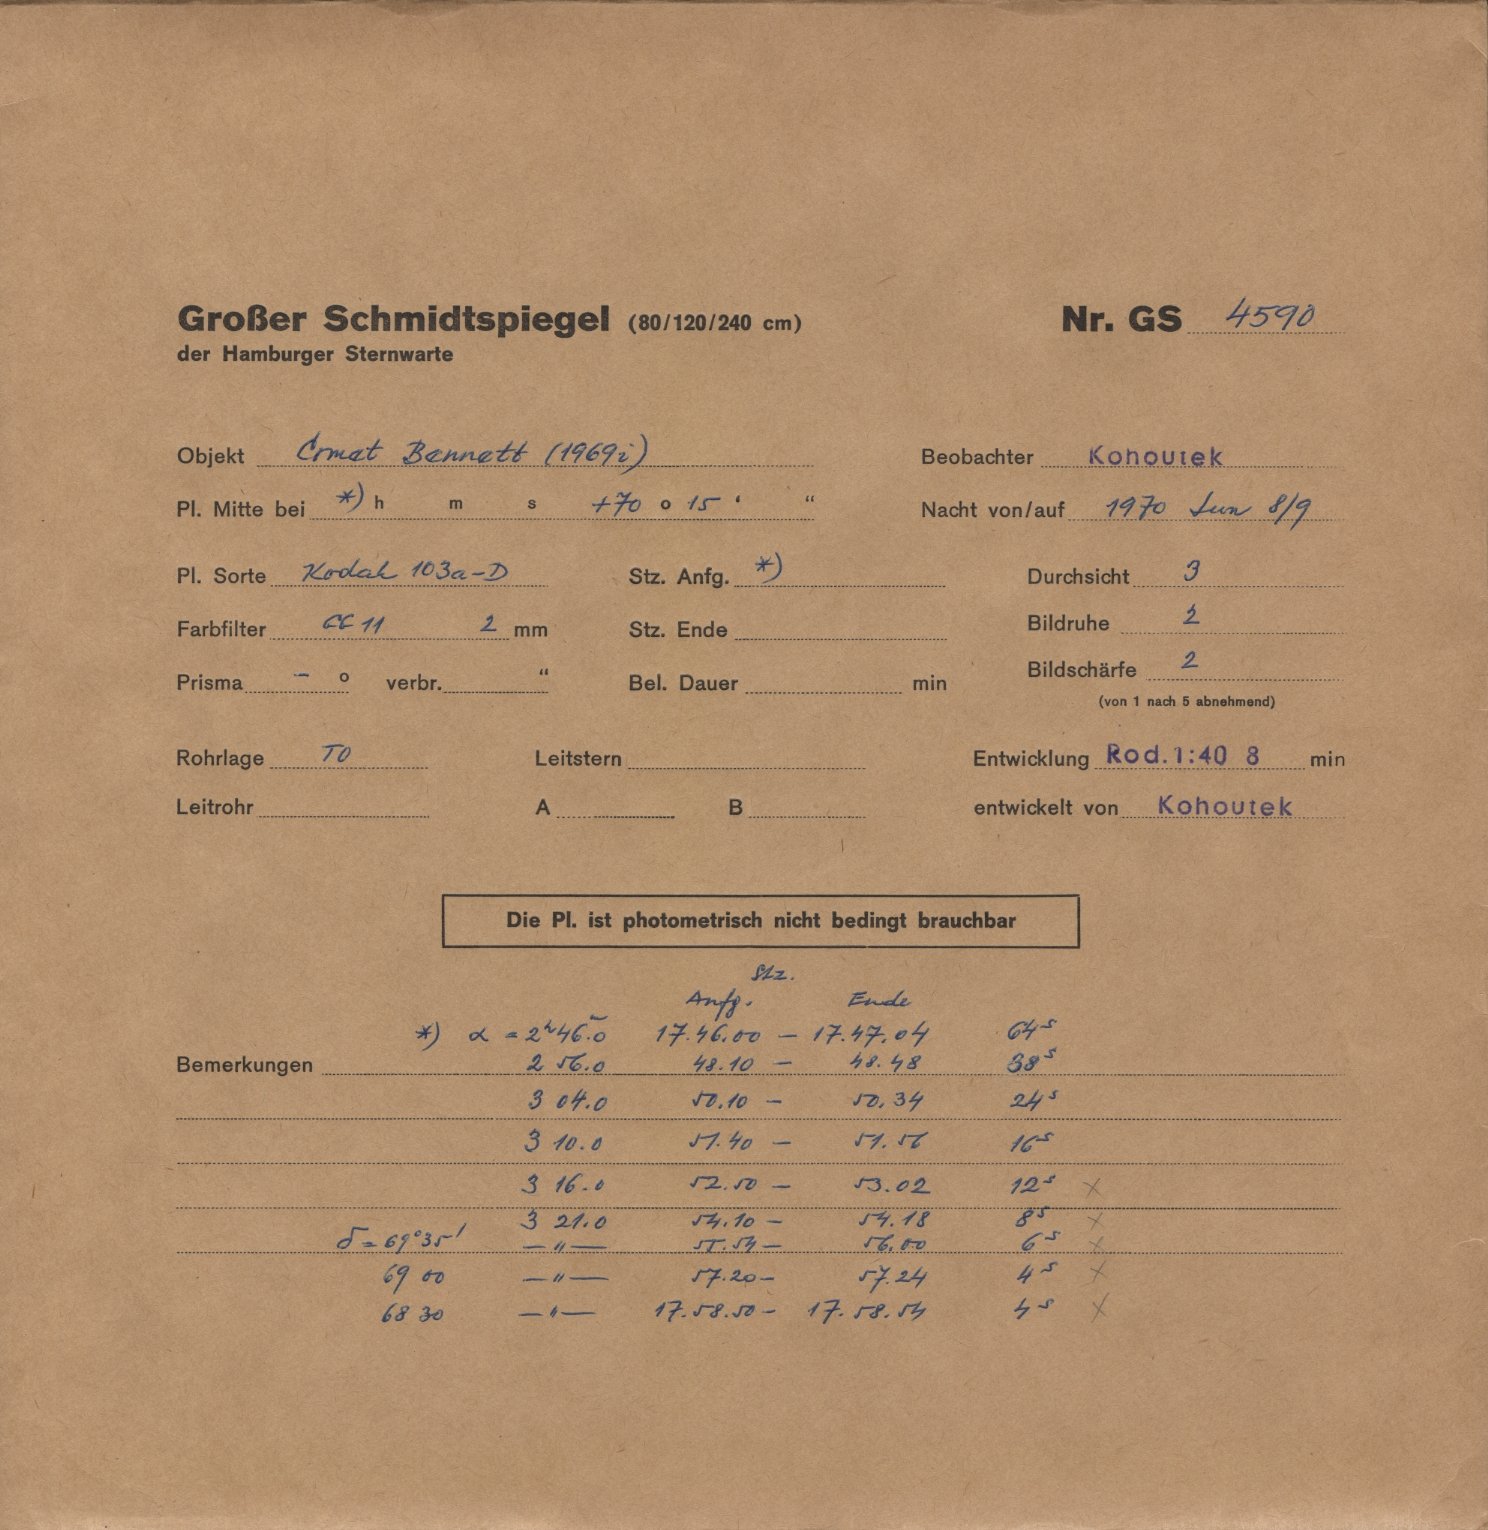 Großer Schmidtspiegel (80/120/240 cm) Nr. GS 4590
der Hamburger Sternwarte
Objekt Comet Bennett (1969i) Beobachter Kohoutek
Pl. Mitte bei *) h m s +70 o 15 ‘ “ Nacht von/auf 1970 Jun 8/9
Pl. Sorte Kodak 103a-D Stz. Anfg. *) Durchsicht 3
Farbfilter GG 11 2 mm Stz. Ende Bildruhe 2
Prisma – o verbr. “ Bel. Dauer min Bildschärfe 2
(von 1 nach 5 abnehmend)
Rohrlage TO Leitstern Entwicklung Rod. 1:40 8 min
Leitrohr A B entwickelt von Kohoutek
Die Pl. ist photometrisch nicht bedingt brauchbar
Stz.
Anfg. Ende
*) α = 2ʰ46.ᵐ0 17.46.00 – 17.47.04 64ˢ
Bemerkungen 2 56.0 48.10 – 48.48 38ˢ
3 04.0 50.10 – 50.34 24ˢ
3 10.0 51.40 – 51.56 16ˢ
3 16.0 52.50 – 53.02 12ˢ ×
3 21.0 54.10 – 54.18 8ˢ ×
δ = 69°35' –"– 55.54 – 56.00 6ˢ ×
69 00 –"– 57.20 – 57.24 4ˢ ×
68 30 –"– 17.58.50 – 17.58.54 4ˢ ×